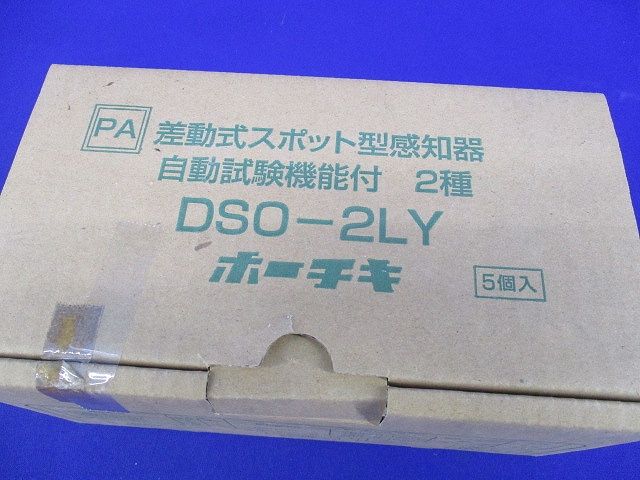 PA 差動式スポット型感知器
自動試験機能付 2種
DSO-2LY
ホーチキ
5個入